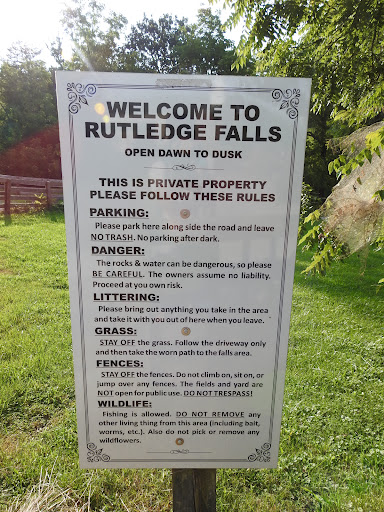 WELCOME TO
RUTLEDGE FALLS
OPEN DAWN TO DUSK
THIS IS PRIVATE PROPERTY
PLEASE FOLLOW THESE RULES
PARKING:
Please park here along side the road and leave
NO TRASH. No parking after dark.
DANGER:
The rocks & water can be dangerous, so please
BE CAREFUL. The owners assume no liability.
Proceed at you own risk.
LITTERING:
Please bring out anything you take in the area
and take it with you out of here when you leave.
GRASS:
STAY OFF the grass. Follow the driveway only
and then take the worn path to the falls area.
FENCES:
STAY OFF the fences. Do not climb on, sit on, or
jump over any fences. The fields and yard are
NOT open for public use. DO NOT TRESPASS!
WILDLIFE:
Fishing is allowed. DO NOT REMOVE any
other living thing from this area (including bait,
worms, etc.). Also do not pick or remove any
wildflowers.